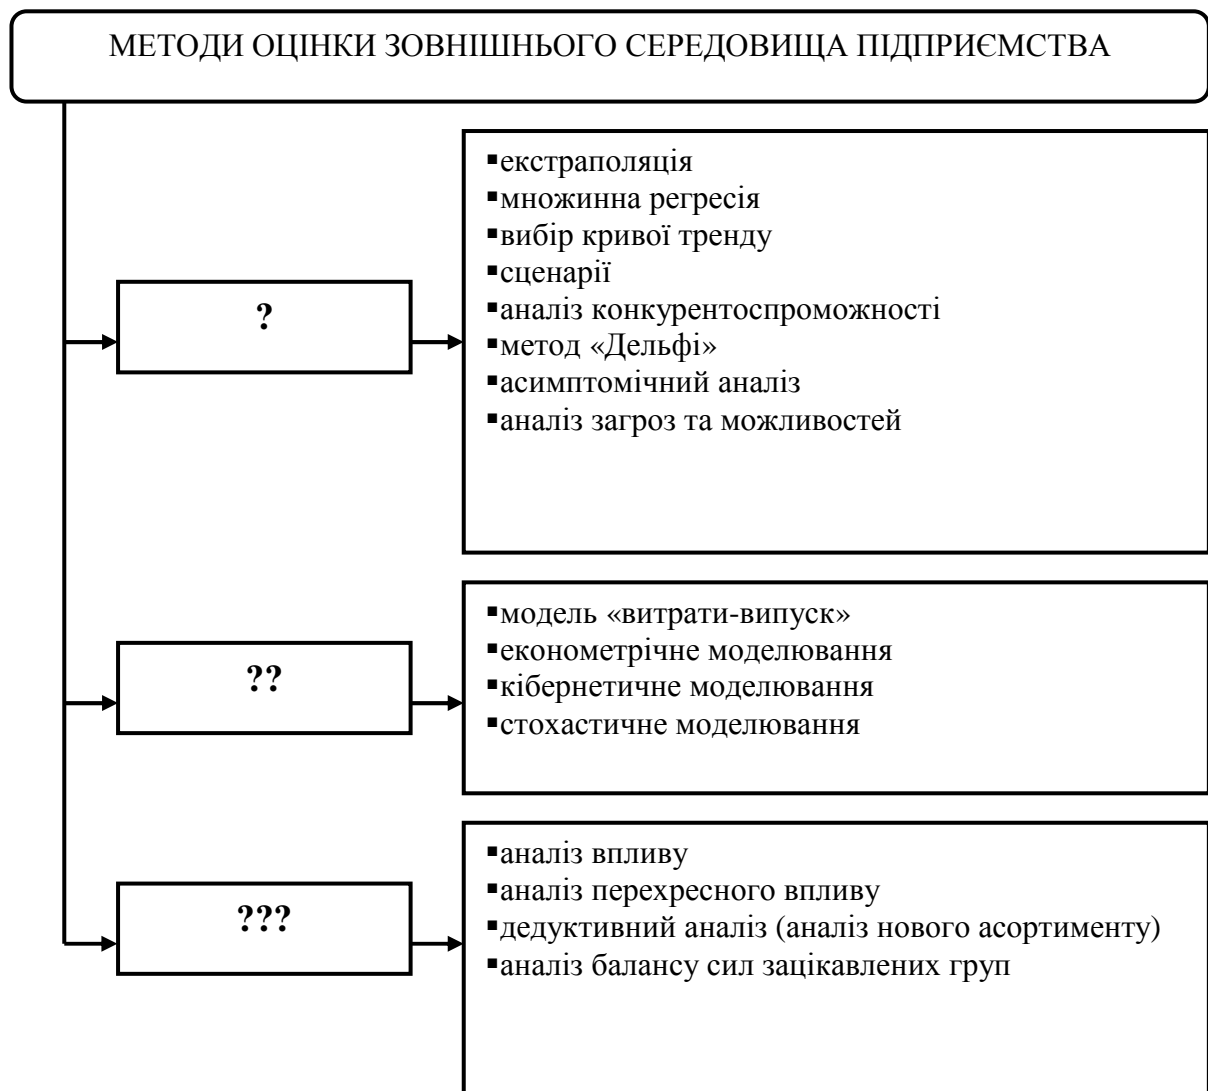 МЕТОДИ ОЦІНКИ ЗОВНІШНЬОГО СЕРЕДОВИЩА ПІДПРИЄМСТВА
?
▪екстраполяція
▪множинна регресія
▪вибір кривої тренду
▪сценарії
▪аналіз конкурентоспроможності
▪метод «Дельфі»
▪асимптомічний аналіз
▪аналіз загроз та можливостей
??
▪модель «витрати-випуск»
▪економетрічне моделювання
▪кібернетичне моделювання
▪стохастичне моделювання
???
▪аналіз впливу
▪аналіз перехресного впливу
▪дедуктивний аналіз (аналіз нового асортименту)
▪аналіз балансу сил зацікавлених груп